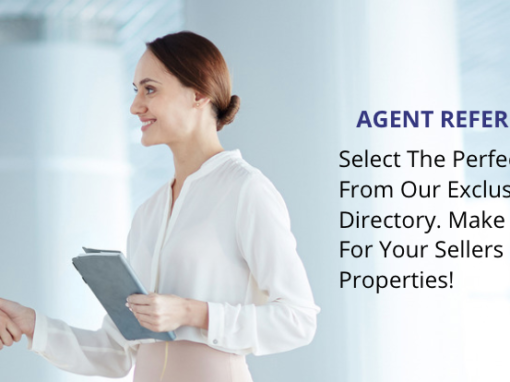 AGENT REFER
Select The Perfec
From Our Exclus
Directory. Make
For Your Sellers
Properties!